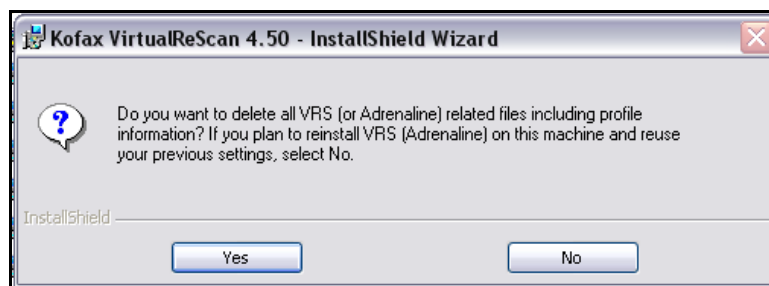 Kofax VirtualReScan 4.50 - InstallShield Wizard
Do you want to delete all VRS (or Adrenaline) related files including profile
information? If you plan to reinstall VRS (Adrenaline) on this machine and reuse
your previous settings, select No.
InstallShield
Yes No